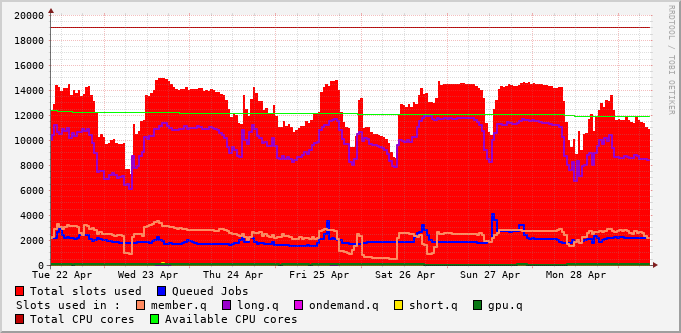 RRDTOOL / TOBI OETIKER
20000
18000
16000
14000
12000
10000
8000
6000
4000
2000
0
Tue 22 Apr Wed 23 Apr Thu 24 Apr Fri 25 Apr Sat 26 Apr Sun 27 Apr Mon 28 Apr
Total slots used Queued Jobs
Slots used in : member.q long.q ondemand.q short.q gpu.q
Total CPU cores Available CPU cores